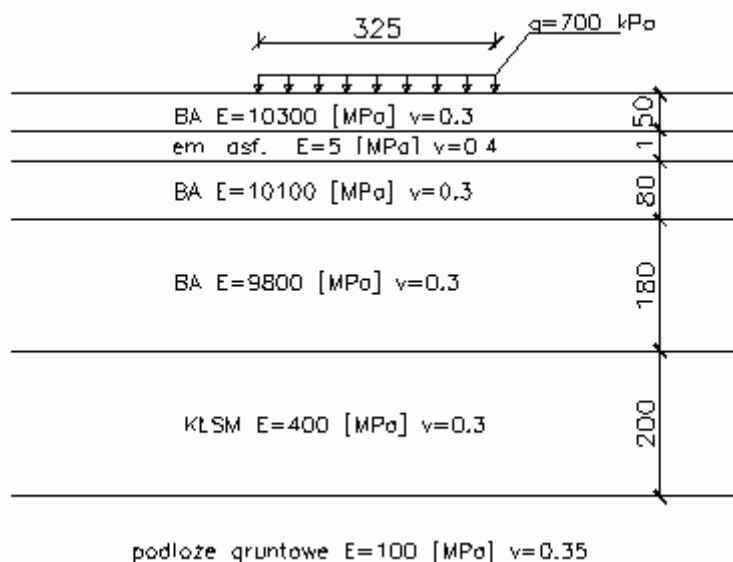 325
q=700 kPa
BA E=10300 [MPa] v=0.3
50
em asf. E=5 [MPa] v=0.4
1
BA E=10100 [MPa] v=0.3
80
BA E=9800 [MPa] v=0.3
180
KŁSM E=400 [MPa] v=0.3
200
podłoże gruntowe E=100 [MPa] v=0.35